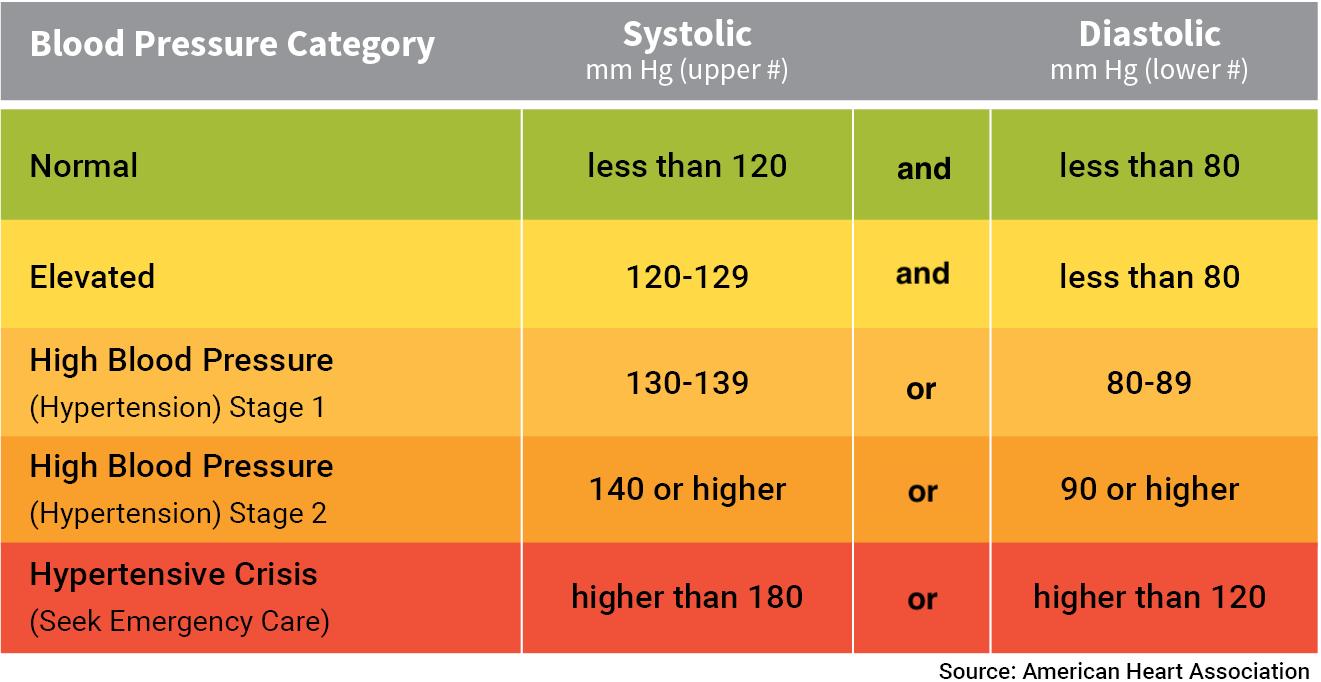 Blood Pressure Category
Systolic
mm Hg (upper #)
Diastolic
mm Hg (lower #)
Normal
less than 120
and
less than 80
Elevated
120-129
and
less than 80
High Blood Pressure
(Hypertension) Stage 1
130-139
or
80-89
High Blood Pressure
(Hypertension) Stage 2
140 or higher
or
90 or higher
Hypertensive Crisis
(Seek Emergency Care)
higher than 180
or
higher than 120
Source: American Heart Association